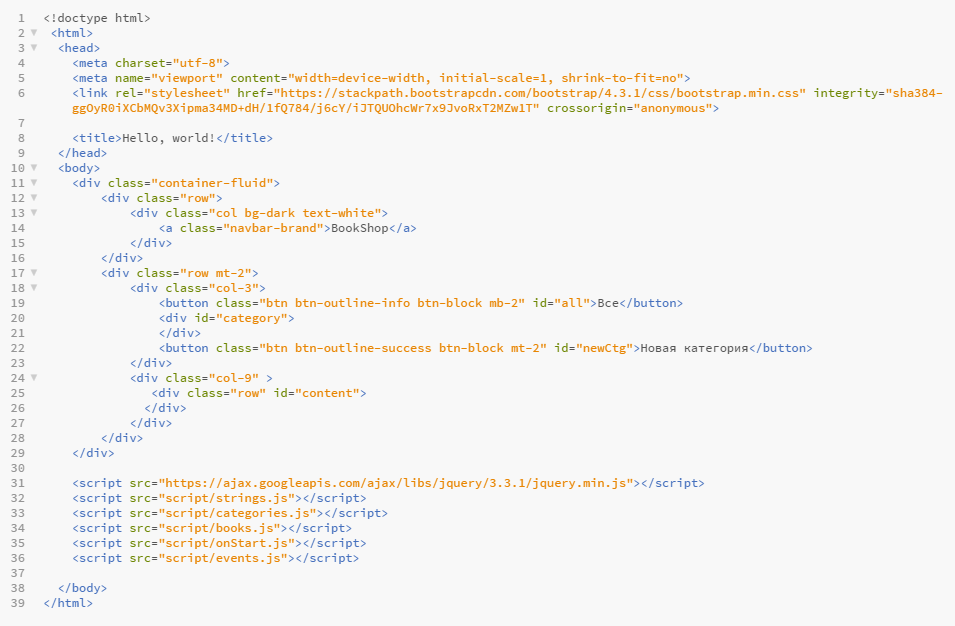 1 <!doctype html>
2 <html>
3 <head>
4 <meta charset="utf-8">
5 <meta name="viewport" content="width=device-width, initial-scale=1, shrink-to-fit=no">
6 <link rel="stylesheet" href="https://stackpath.bootstrapcdn.com/bootstrap/4.3.1/css/bootstrap.min.css" integrity="sha384-
ggOyR0iXCbMQv3Xipma34MD+dH/1fQ784/j6cY/iJTQUOhcWr7x9JvoRxT2MZw1T" crossorigin="anonymous">
7
8 <title>Hello, world!</title>
9 </head>
10 <body>
11 <div class="container-fluid">
12 <div class="row">
13 <div class="col bg-dark text-white">
14 <a class="navbar-brand">BookShop</a>
15 </div>
16 </div>
17 <div class="row mt-2">
18 <div class="col-3">
19 <button class="btn btn-outline-info btn-block mb-2" id="all">Все</button>
20 <div id="category">
21 </div>
22 <button class="btn btn-outline-success btn-block mt-2" id="newCtg">Новая категория</button>
23 </div>
24 <div class="col-9" >
25 <div class="row" id="content">
26 </div>
27 </div>
28 </div>
29 </div>
30
31 <script src="https://ajax.googleapis.com/ajax/libs/jquery/3.3.1/jquery.min.js"></script>
32 <script src="script/strings.js"></script>
33 <script src="script/categories.js"></script>
34 <script src="script/books.js"></script>
35 <script src="script/onStart.js"></script>
36 <script src="script/events.js"></script>
37
38 </body>
39 </html>